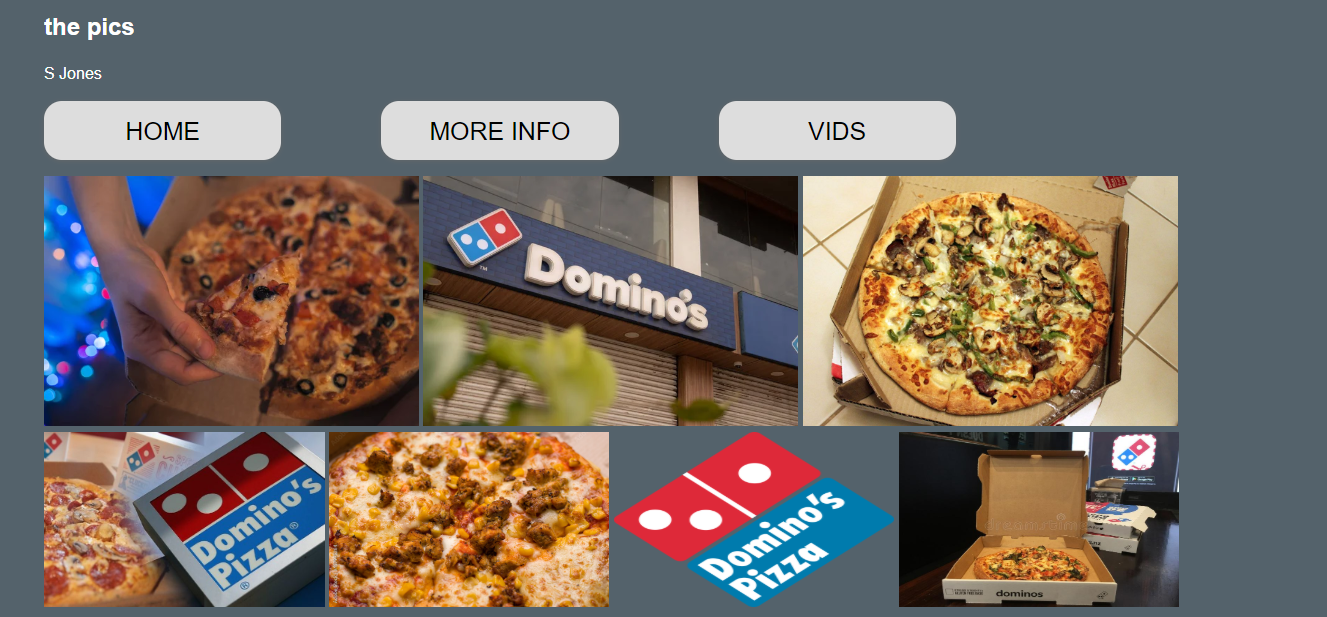 the pics
S Jones
HOME
MORE INFO
VIDS
Domino's
Domino's
Pizza®
Domino's
Pizza
dominos